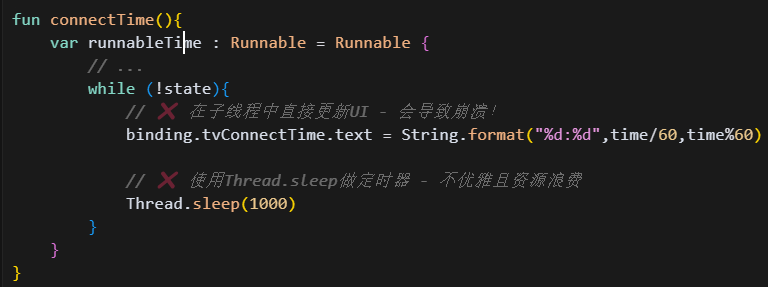 fun connectTime(){
var runnableTime : Runnable = Runnable {
// ...
while (!state){
// ❌ 在子线程中直接更新UI - 会导致崩溃!
binding.tvConnectTime.text = String.format("%d:%d",time/60,time%60)
// ❌ 使用Thread.sleep做定时器 - 不优雅且资源浪费
Thread.sleep(1000)
}
}
}